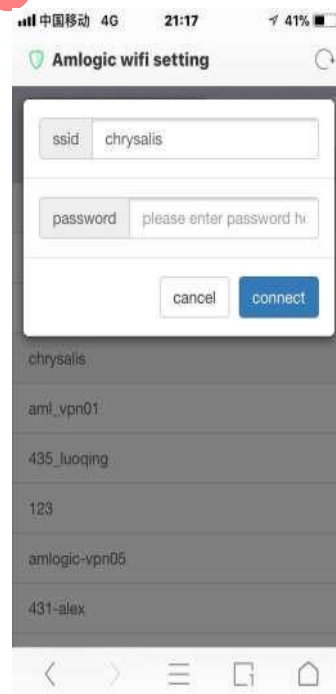 中国移动 4G 21:17 41%
Amlogic wifi setting
ssid chrysalis
password please enter password h
cancel connect
chrysalis
aml_vpn01
435_luoqing
123
amlogic-vpn05
431-alex